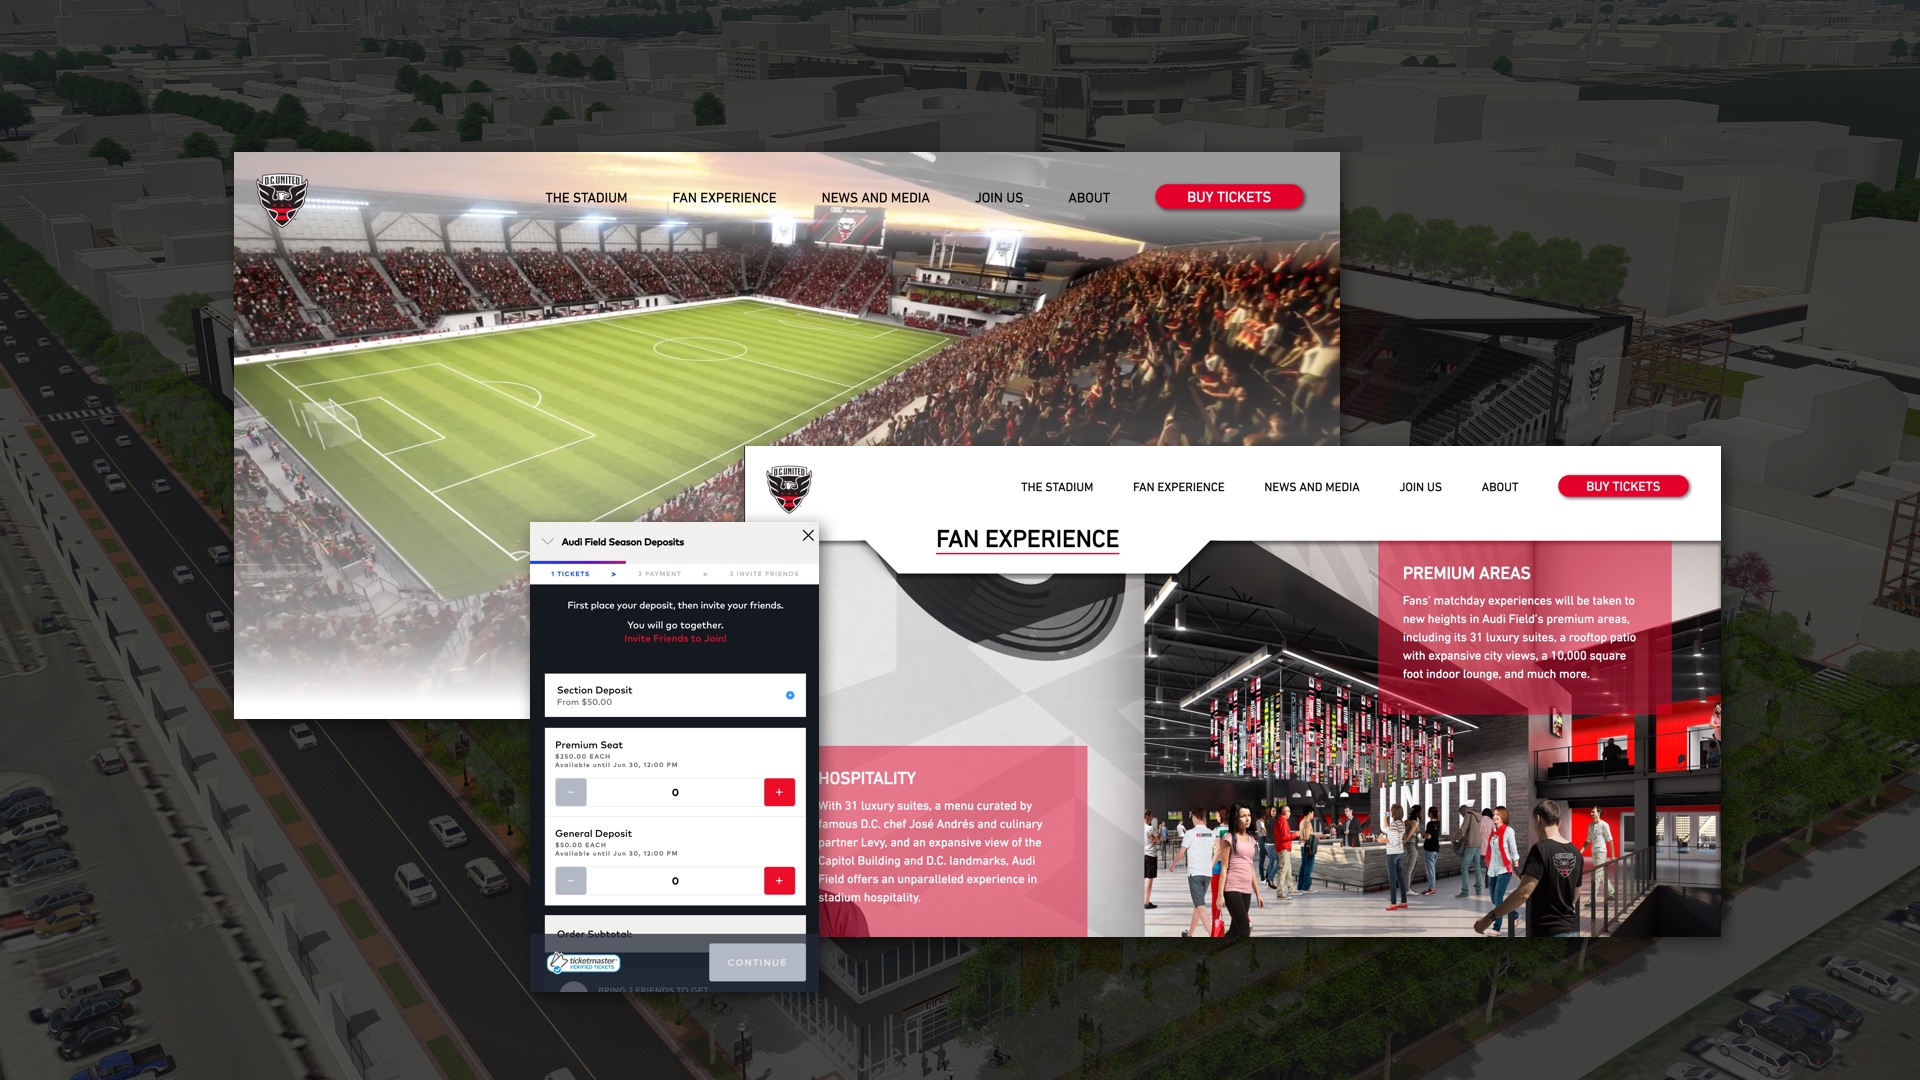 D.C.UNITED
THE STADIUM
FAN EXPERIENCE
NEWS AND MEDIA
JOIN US
ABOUT
BUY TICKETS
Audi Field
D.C.UNITED
THE STADIUM
FAN EXPERIENCE
NEWS AND MEDIA
JOIN US
ABOUT
BUY TICKETS
FAN EXPERIENCE
PREMIUM AREAS
Fans' matchday experiences will be taken to
new heights in Audi Field's premium areas,
including its 31 luxury suites, a rooftop patio
with expansive city views, a 10,000 square
foot indoor lounge, and much more.
UNITED
HOSPITALITY
With 31 luxury suites, a menu curated by
famous D.C. chef José Andrés and culinary
partner Levy, and an expansive view of the
Capitol Building and D.C. landmarks, Audi
Field offers an unparalleled experience in
stadium hospitality.
Audi Field Season Deposits
1 TICKETS > 2 PAYMENT > 3 INVITE FRIENDS
First place your deposit, then invite your friends.
You will go together.
Invite Friends to Join!
Section Deposit
From $50.00
Premium Seat
$250.00 EACH
Available until Jun 30, 12:00 PM
− 0 +
General Deposit
$50.00 EACH
Available until Jun 30, 12:00 PM
− 0 +
Order Subtotal:
ticketmaster
VERIFIED TICKETS
CONTINUE
BRING 2 FRIENDS TO GET